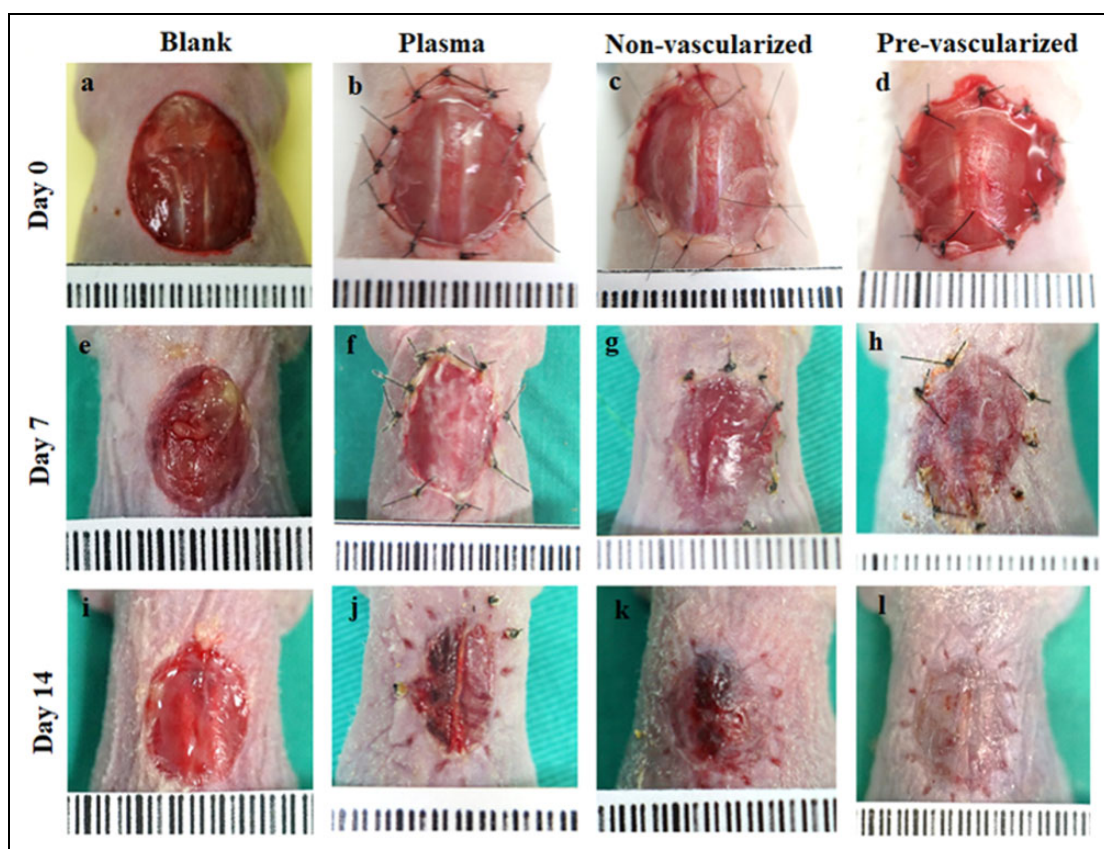 Blank Plasma Non-vascularized Pre-vascularized
Day 0
a b c d
Day 7
e f g h
Day 14
i j k l